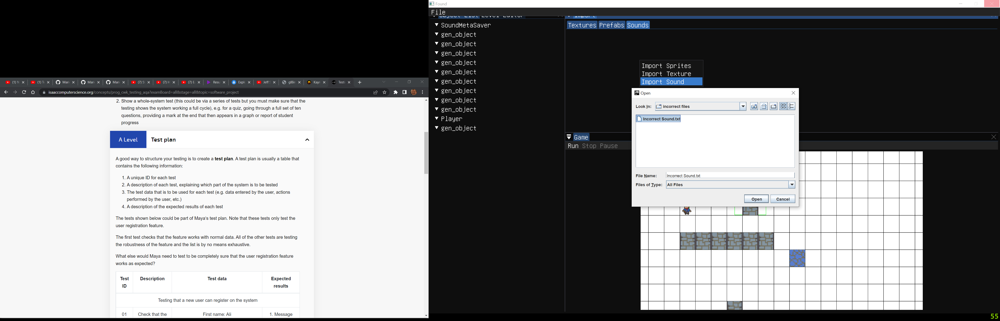 (1) Y
(1) T
Mari
Mari
Mari
(7) S
(7) H
(7) E
Resu
Explo
Jeff S
glBin
Kayn
Testi
isaaccomputerscience.org/concepts/prog_cwk_testing_aqa?examBoard=all&stage=all&topic=software_project
2. Show a whole-system test (this could be via a series of tests but you must make sure that the
testing shows the system working a full cycle), e.g. for a quiz, going through a full set of ten
questions, providing a mark at the end that then appears in a graph or report of student
progress
A Level
Test plan
A good way to structure your testing is to create a test plan. A test plan is usually a table that
contains the following information:
1. A unique ID for each test
2. A description of each test, explaining which part of the system is to be tested
3. The test data that is to be used for each test (e.g. data entered by the user, actions
performed by the user, etc.)
4. A description of the expected results of each test
The tests shown below could be part of Maya's test plan. Note that these tests only test the
user registration feature.
The first test checks that the feature works with normal data. All of the other tests are testing
the robustness of the feature and the list is by no means exhaustive.
What else would Maya need to test to be completely sure that the user registration feature
works as expected?
Test ID
Description
Test data
Expected results
Testing that a new user can register on the system
01
Check that the
First name: Ali
1. Message
Found
File
Object List Level Editor
SoundMetaSaver
gen_object
gen_object
gen_object
gen_object
gen_object
gen_object
gen_object
gen_object
gen_object
Player
gen_object
Import
Textures Prefabs Sounds
Import Sprites
Import Texture
Import Sound
JB Open
Look In: incorrect files
Incorrect Sound.txt
File Name: Incorrect Sound.txt
Files of Type: All Files
Open Cancel
Game
Run Stop Pause
55